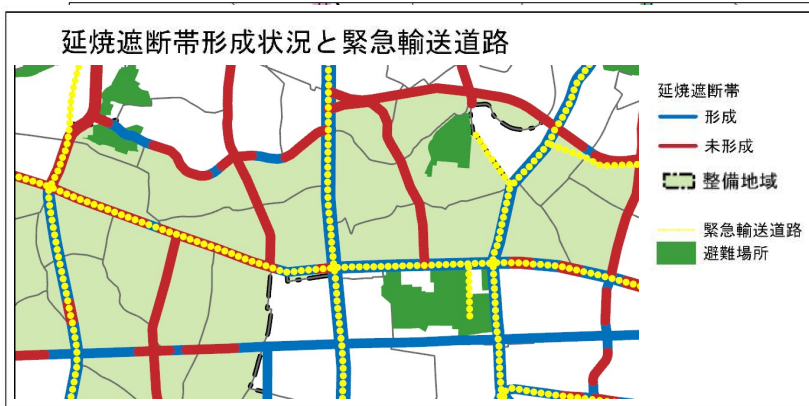 延焼遮断帯形成状況と緊急輸送道路
延焼遮断帯
形成
未形成
整備地域
緊急輸送道路
避難場所